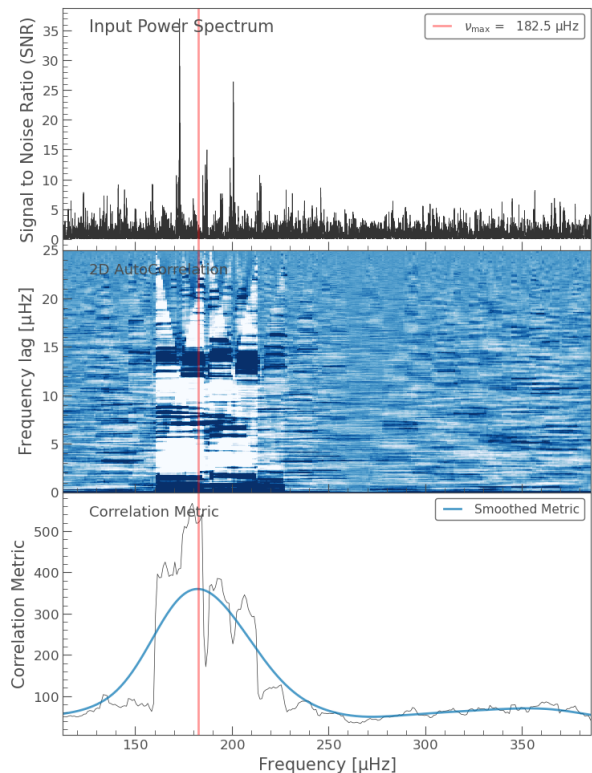 Input Power Spectrum
ν_max = 182.5 μHz
Signal to Noise Ratio (SNR)
35
30
25
20
15
10
5
0
2D AutoCorrelation
Frequency lag [μHz]
25
20
15
10
5
0
Correlation Metric
Smoothed Metric
Correlation Metric
500
400
300
200
100
150
200
250
300
350
Frequency [μHz]